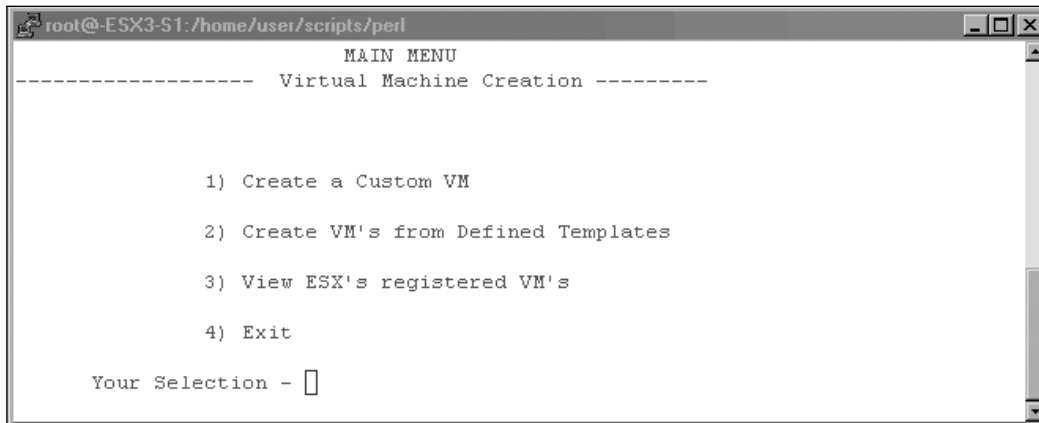 root@-ESX3-S1:/home/user/scripts/perl
MAIN MENU
------------------- Virtual Machine Creation ---------
1) Create a Custom VM
2) Create VM's from Defined Templates
3) View ESX's registered VM's
4) Exit
Your Selection -